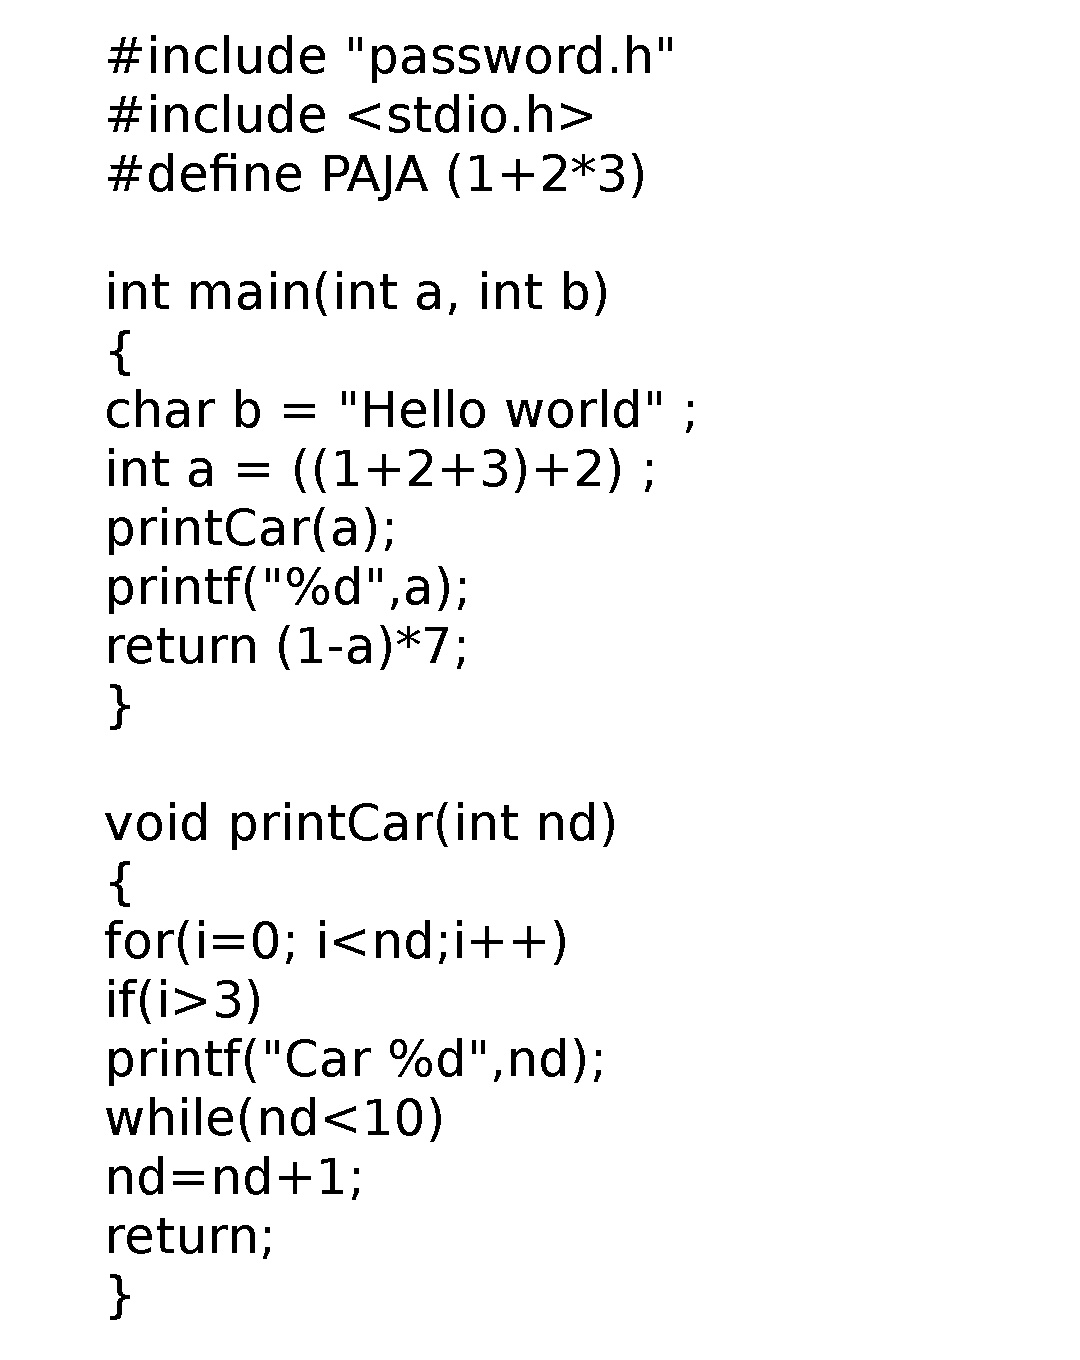 #include "password.h"
#include <stdio.h>
#define PAJA (1+2*3)
int main(int a, int b)
{
char b = "Hello world" ;
int a = ((1+2+3)+2) ;
printCar(a);
printf("%d",a);
return (1-a)*7;
}
void printCar(int nd)
{
for(i=0; i<nd;i++)
if(i>3)
printf("Car %d",nd);
while(nd<10)
nd=nd+1;
return;
}